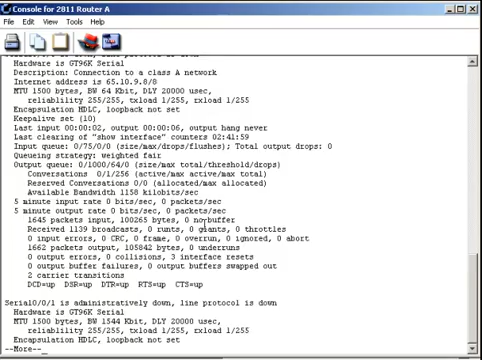 Console for 2811 Router A
File Edit View Tools Help
Hardware is GT96K Serial
Description: Connection to a class A network
Internet address is 65.10.9.8/8
MTU 1500 bytes, BW 64 Kbit, DLY 20000 usec,
reliablility 255/255, txload 1/255, rxload 1/255
Encapsulation HDLC, loopback not set
Keepalive set (10)
Last input 00:00:02, output 00:00:06, output hang never
Last clearing of "show interface" counters 02:41:59
Input queue: 0/75/0/0 (size/max/drops/flushes); Total output drops: 0
Queueing strategy: weighted fair
Output queue: 0/1000/64/0 (size/max total/threshold/drops)
Conversations 0/1/256 (active/max active/max total)
Reserved Conversations 0/0 (allocated/max allocated)
Available Bandwidth 1158 kilobits/sec
5 minute input rate 0 bits/sec, 0 packets/sec
5 minute output rate 0 bits/sec, 0 packets/sec
1645 packets input, 100265 bytes, 0 no buffer
Received 1139 broadcasts, 0 runts, 0 giants, 0 throttles
0 input errors, 0 CRC, 0 frame, 0 overrun, 0 ignored, 0 abort
1662 packets output, 105842 bytes, 0 underruns
0 output errors, 0 collisions, 3 interface resets
0 output buffer failures, 0 output buffers swapped out
2 carrier transitions
DCD=up DSR=up DTR=up RTS=up CTS=up
Serial0/0/1 is administratively down, line protocol is down
Hardware is GT96K Serial
MTU 1500 bytes, BW 1544 Kbit, DLY 20000 usec,
reliablility 255/255, txload 1/255, rxload 1/255
Encapsulation HDLC, loopback not set
--More--